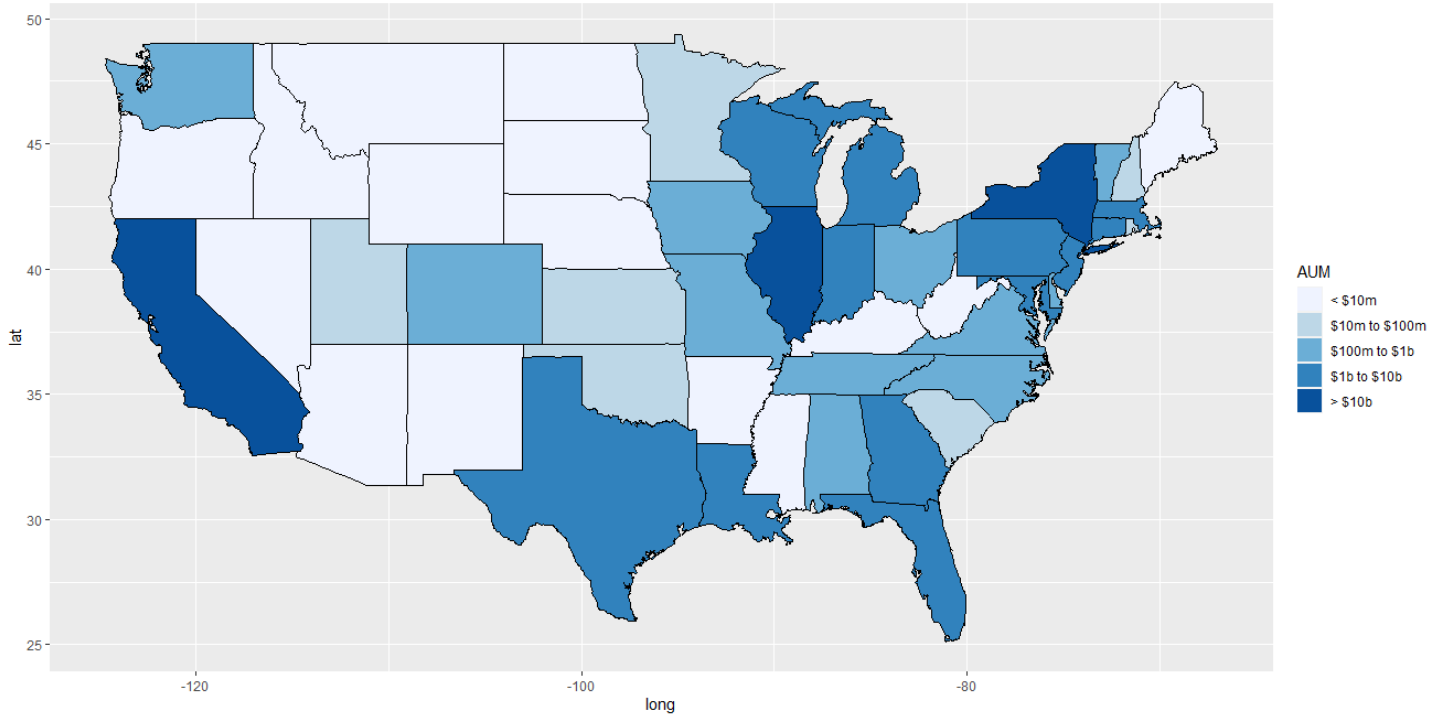 50
45
40
35
30
25
lat
-120
-100
-80
long
AUM
< $10m
$10m to $100m
$100m to $1b
$1b to $10b
> $10b